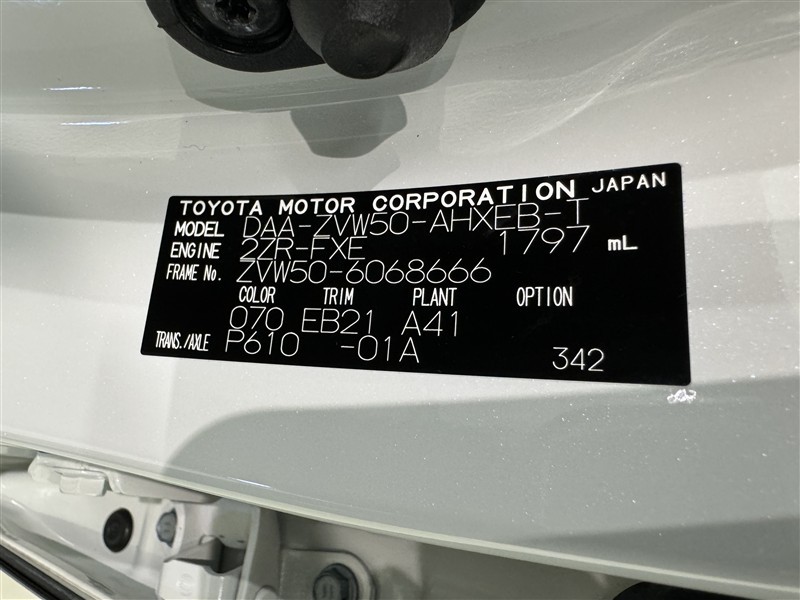 TOYOTA MOTOR CORPORATION JAPAN
MODEL DAA-ZVW50-AHXEB-T
ENGINE 2ZR-FXE 1797 mL
FRAME No. ZVW50-6068666
COLOR TRIM PLANT OPTION
070 EB21 A41
TRANS./AXLE P610 -01A 342